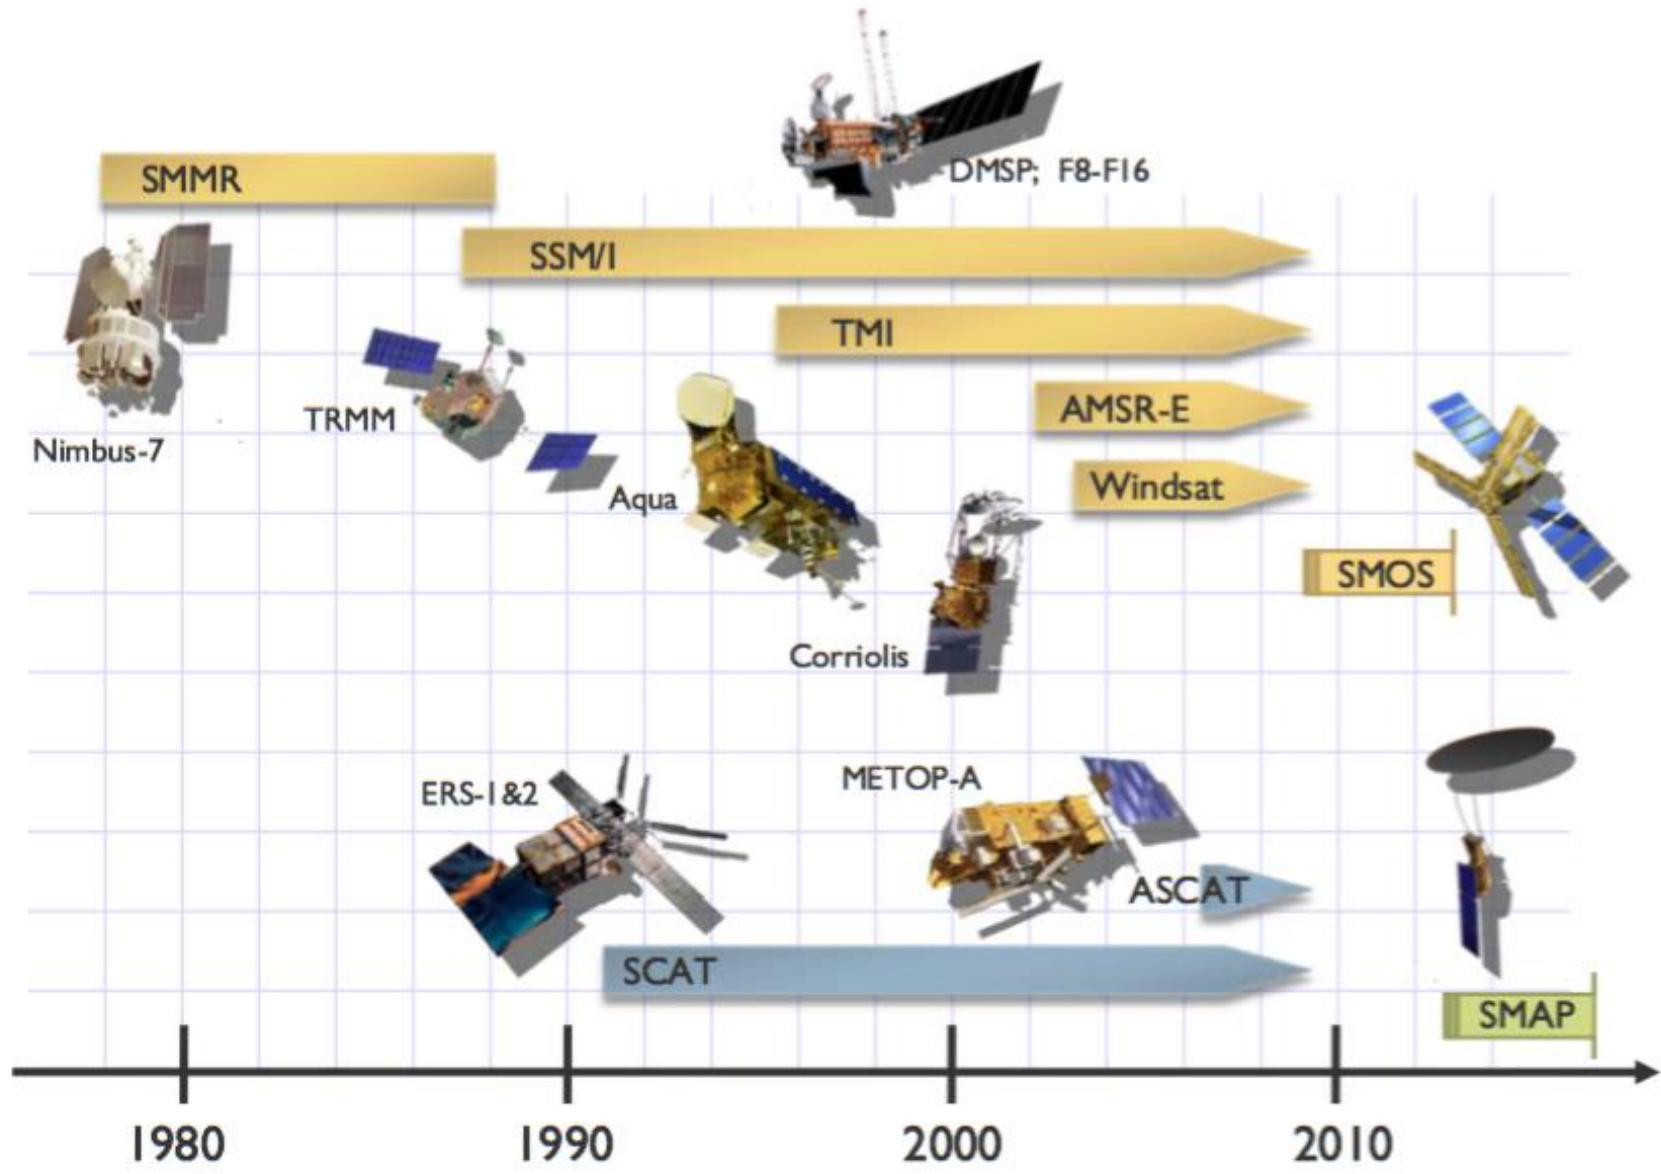 DMSP; F8-F16
SMMR
SSM/I
TMI
TRMM
AMSR-E
Nimbus-7
Aqua
Windsat
SMOS
Corriolis
METOP-A
ERS-1&2
ASCAT
SCAT
SMAP
1980
1990
2000
2010